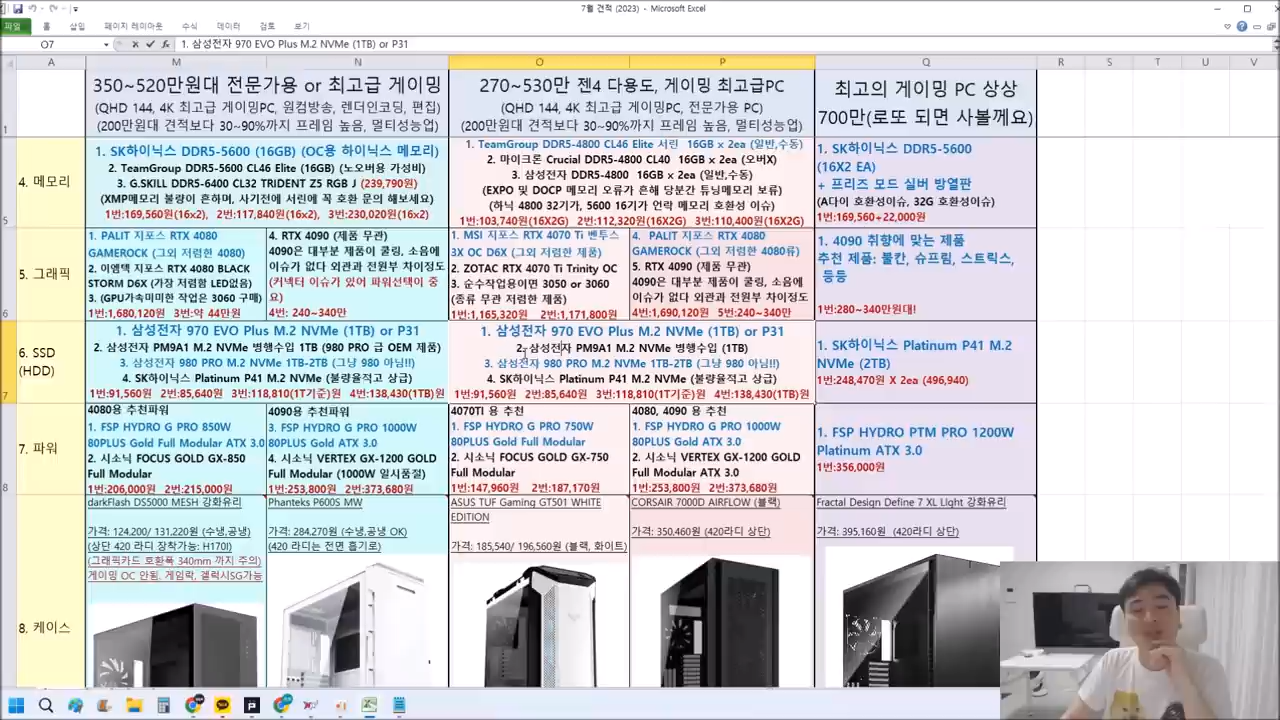 7월 견적 (2023) - Microsoft Excel
파일 홈 삽입 페이지 레이아웃 수식 데이터 검토 보기
O7 1. 삼성전자 970 EVO Plus M.2 NVMe (1TB) or P31
A M N O P Q R S T U V
1
350~520만원대 전문가용 or 최고급 게이밍
(QHD 144, 4K 최고급 게이밍PC, 원컴방송, 렌더인코딩, 편집)
(200만원대 견적보다 30~90%까지 프레임 높음, 멀티성능업)
270~530만 젠4 다용도, 게이밍 최고급PC
(QHD 144, 4K 최고급 게이밍PC, 전문가용 PC)
(200만원대 견적보다 30~90%까지 프레임 높음, 멀티성능업)
최고의 게이밍 PC 상상
700만(로또 되면 사볼께요)
5
4. 메모리
1. SK하이닉스 DDR5-5600 (16GB) (OC용 하이닉스 메모리)
2. TeamGroup DDR5-5600 CL46 Elite (16GB) (노오버용 가성비)
3. G.SKILL DDR5-6400 CL32 TRIDENT Z5 RGB J (239,790원)
(XMP메모리 불량이 흔하며, 사기전에 서린에 꼭 호환 문의 해보세요)
1번:169,560원(16x2), 2번:117,840원(16x2), 3번:230,020원(16x2)
1. TeamGroup DDR5-4800 CL46 Elite 서린 16GB x 2ea (일반,수동)
2. 마이크론 Crucial DDR5-4800 CL40 16GB x 2ea (오버X)
3. 삼성전자 DDR5-4800 16GB x 2ea (일반,수동)
(EXPO 및 DOCP 메모리 오류가 흔해 당분간 튜닝메모리 보류)
(하닉 4800 32기가, 5600 16기가 언락 메모리 호환성 이슈)
1번:103,740원(16X2G) 2번:112,320원(16X2G) 3번:110,400원(16X2G)
1. SK하이닉스 DDR5-5600
(16X2 EA)
+ 프리즈 모드 실버 방열판
(A다이 호환성이슈, 32G 호환성이슈)
1번:169,560+22,000원
6
5. 그래픽
1. PALIT 지포스 RTX 4080
GAMEROCK (그외 저렴한 4080)
2. 이엠텍 지포스 RTX 4080 BLACK
STORM D6X (가장 저렴함 LED없음)
3. (GPU가속미미한 작업은 3060 구매)
1번:1,680,120원 3번:약 44만원
4. RTX 4090 (제품 무관)
4090은 대부분 제품이 쿨링, 소음에
이슈가 없다 외관과 전원부 차이정도
(커넥터 이슈가 있어 파워선택이 중
요)
4번: 240~340만
1. MSI 지포스 RTX 4070 Ti 벤투스
3X OC D6X (그외 저렴한 제품)
2. ZOTAC RTX 4070 Ti Trinity OC
3. 순수작업용이면 3050 or 3060
(종류 무관 저렴한 제품)
1번:1,165,320원 2번:1,171,800원
4. PALIT 지포스 RTX 4080
GAMEROCK (그외 저렴한 4080류)
5. RTX 4090 (제품 무관)
4090은 대부분 제품이 쿨링, 소음에
이슈가 없다 외관과 전원부 차이정도
4번:1,690,120원 5번:240~340만
1. 4090 취향에 맞는 제품
추천 제품: 불칸, 슈프림, 스트릭스,
등등
1번:280~340만원대!
7
6. SSD
(HDD)
1. 삼성전자 970 EVO Plus M.2 NVMe (1TB) or P31
2. 삼성전자 PM9A1 M.2 NVMe 병행수입 1TB (980 PRO 급 OEM 제품)
3. 삼성전자 980 PRO M.2 NVMe 1TB-2TB (그냥 980 아님!!)
4. SK하이닉스 Platinum P41 M.2 NVMe (불량율적고 상급)
1번:91,560원 2번:85,640원 3번:118,810(1T기준)원 4번:138,430(1TB)원
1. 삼성전자 970 EVO Plus M.2 NVMe (1TB) or P31
2. 삼성전자 PM9A1 M.2 NVMe 병행수입 (1TB)
3. 삼성전자 980 PRO M.2 NVMe 1TB-2TB (그냥 980 아님!!)
4. SK하이닉스 Platinum P41 M.2 NVMe (불량율적고 상급)
1번:91,560원 2번:85,640원 3번:118,810(1T기준)원 4번:138,430(1TB)원
1. SK하이닉스 Platinum P41 M.2
NVMe (2TB)
1번:248,470원 X 2ea (496,940)
8
7. 파워
4080용 추천파워
1. FSP HYDRO G PRO 850W
80PLUS Gold Full Modular ATX 3.0
2. 시소닉 FOCUS GOLD GX-850
Full Modular
1번:206,000원 2번:215,000원
4090용 추천파워
3. FSP HYDRO G PRO 1000W
80PLUS Gold ATX 3.0
4. 시소닉 VERTEX GX-1200 GOLD
Full Modular (1000W 일시품절)
1번:253,800원 2번:373,680원
4070TI 용 추천
1. FSP HYDRO G PRO 750W
80PLUS Gold Full Modular
2. 시소닉 FOCUS GOLD GX-750
Full Modular
1번:147,960원 2번:187,170원
4080, 4090 용 추천
1. FSP HYDRO G PRO 1000W
80PLUS Gold ATX 3.0
2. 시소닉 VERTEX GX-1200 GOLD
Full Modular ATX 3.0
1번:253,800원 2번:373,680원
1. FSP HYDRO PTM PRO 1200W
Platinum ATX 3.0
1번:356,000원
8. 케이스
darkFlash DS5000 MESH 강화유리
가격: 124,200/ 131,220원 (수냉,공냉)
(상단 420 라디 장착가능: H170I)
(그래픽카드 호환폭 340mm 까지 주의)
게이밍 OC 안됨, 게임락, 겔럭시SG가능
Phanteks P600S MW
가격: 284,270원 (수냉,공냉 OK)
(420 라디는 전면 흡기로)
ASUS TUF Gaming GT501 WHITE
EDITION
가격: 185,540/ 196,560원 (블랙, 화이트)
CORSAIR 7000D AIRFLOW (블랙)
가격: 350,460원 (420라디 상단)
Fractal Design Define 7 XL Light 강화유리
가격: 395,160원 (420라디 상단)